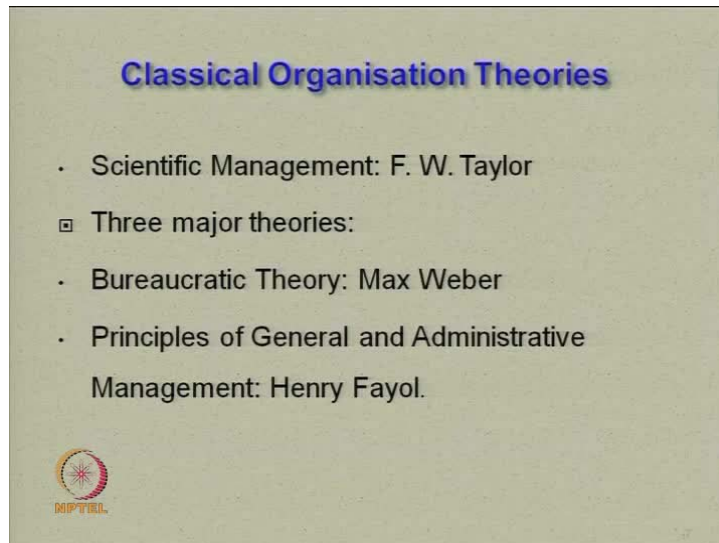 Classical Organisation Theories
• Scientific Management: F. W. Taylor
▣ Three major theories:
• Bureaucratic Theory: Max Weber
• Principles of General and Administrative
Management: Henry Fayol.
NPTEL